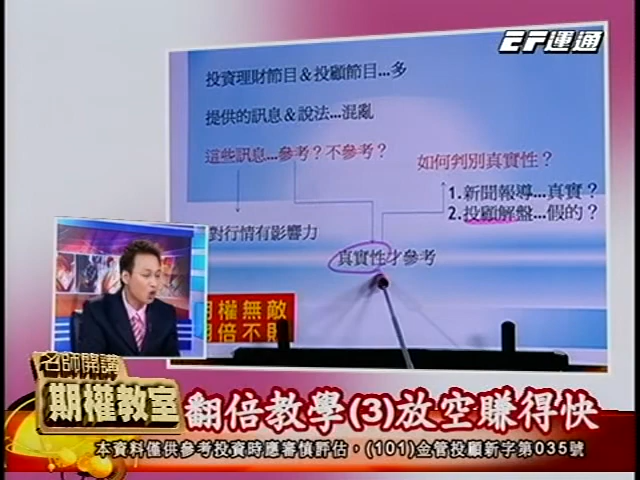 EF運通
投資理財節目&投顧節目...多
提供的訊息&說法...混亂
這些訊息...參考?不參考?
如何判別真實性?
1.新聞報導...真實?
2.投顧解盤...假的?
對行情有影響力
真實性才參考
期權無敵
翻倍不賠
名師開講
期權教室
翻倍教學(3)放空賺得快
本資料僅供參考投資時應審慎評估,(101)金管投顧新字第035號